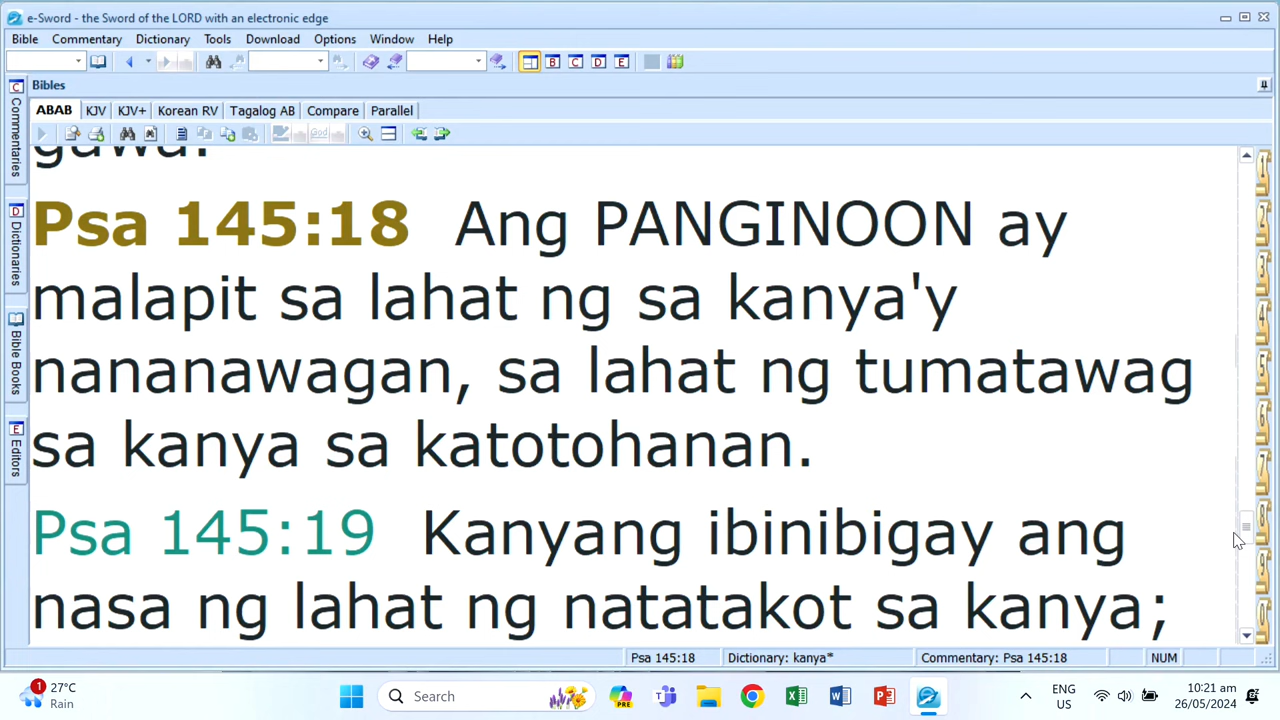 e-Sword - the Sword of the LORD with an electronic edge
Bible Commentary Dictionary Tools Download Options Window Help
Bibles
ABAB KJV KJV+ Korean RV Tagalog AB Compare Parallel
Commentaries
Dictionaries
Bible Books
Editors
gawa.
Psa 145:18 Ang PANGINOON ay
malapit sa lahat ng sa kanya'y
nananawagan, sa lahat ng tumatawag
sa kanya sa katotohanan.
Psa 145:19 Kanyang ibinibigay ang
nasa ng lahat ng natatakot sa kanya;
Psa 145:18 Dictionary: kanya* Commentary: Psa 145:18 NUM
1
27°C
Rain
Search
PRE
ENG
US
10:21 am
26/05/2024